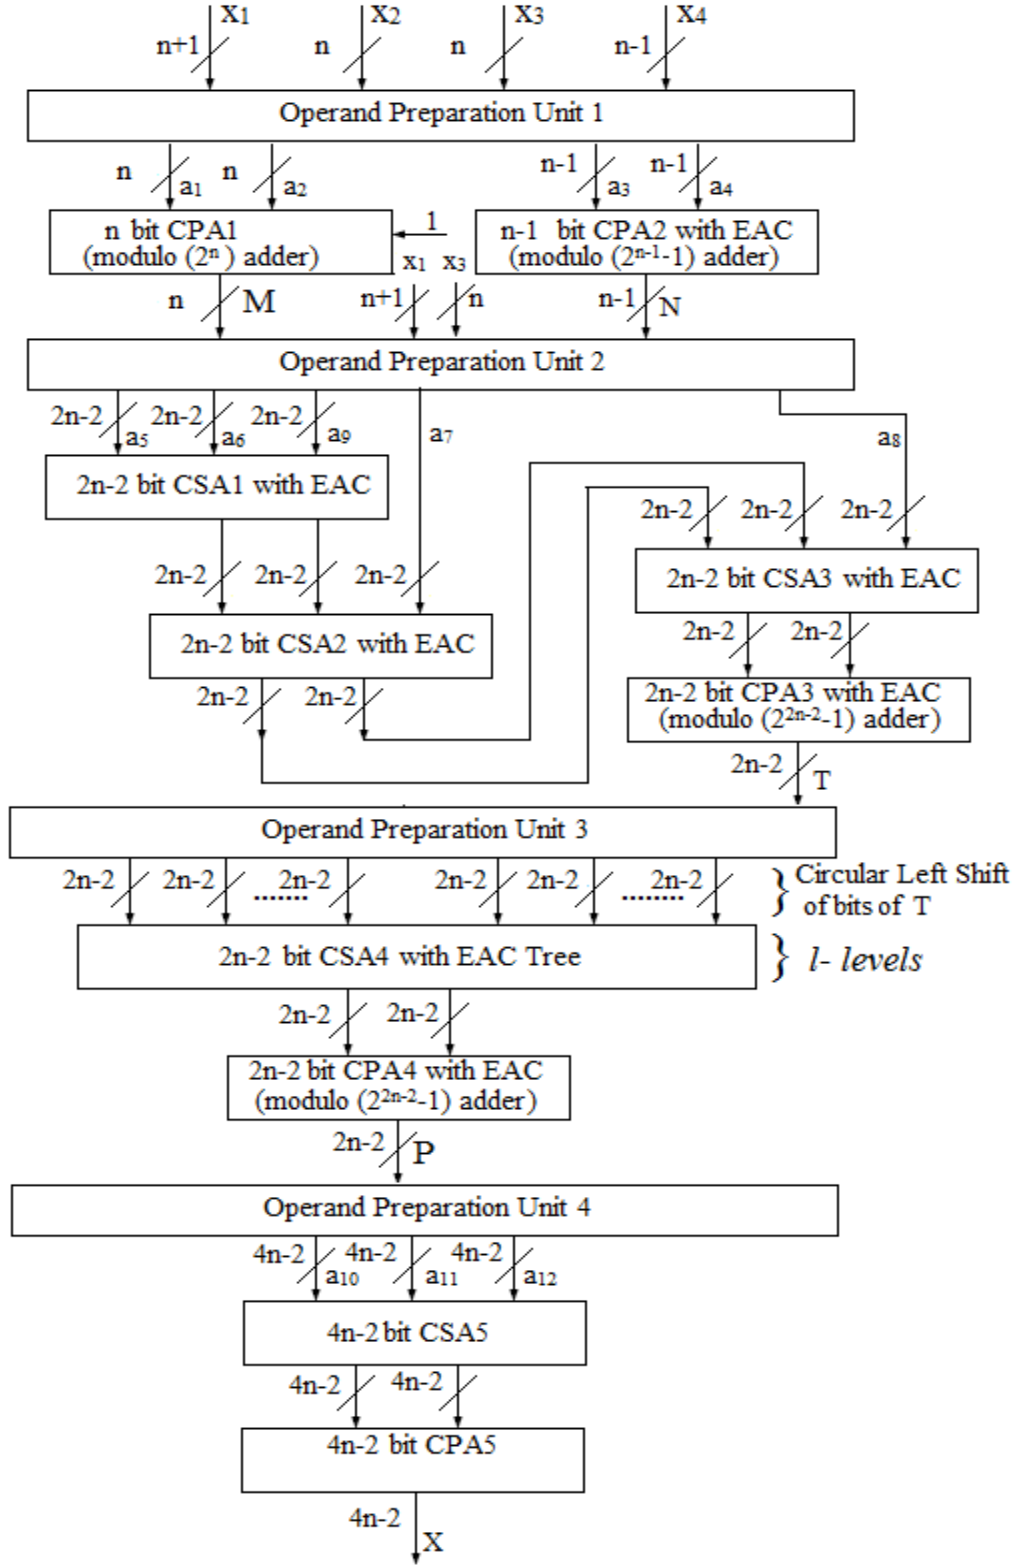 x₁ x₂ x₃ x₄
n+1 n n n-1
Operand Preparation Unit 1
n a₁ n a₂ n-1 a₃ n-1 a₄
n bit CPA1
(modulo (2ⁿ) adder)
1
n-1 bit CPA2 with EAC
(modulo (2ⁿ⁻¹-1) adder)
x₁ x₃
n M n+1 n n-1 N
Operand Preparation Unit 2
2n-2 a₅ 2n-2 a₆ 2n-2 a₉ a₇ a₈
2n-2 bit CSA1 with EAC
2n-2 2n-2 2n-2
2n-2 bit CSA3 with EAC
2n-2 2n-2 2n-2
2n-2 bit CSA2 with EAC
2n-2 2n-2
2n-2 2n-2
2n-2 bit CPA3 with EAC
(modulo (2²ⁿ⁻²-1) adder)
2n-2 T
Operand Preparation Unit 3
2n-2 2n-2 ....... 2n-2 2n-2 2n-2 ........ 2n-2
} Circular Left Shift
of bits of T
2n-2 bit CSA4 with EAC Tree
} l- levels
2n-2 2n-2
2n-2 bit CPA4 with EAC
(modulo (2²ⁿ⁻²-1) adder)
2n-2 P
Operand Preparation Unit 4
4n-2 a₁₀ 4n-2 a₁₁ 4n-2 a₁₂
4n-2 bit CSA5
4n-2 4n-2
4n-2 bit CPA5
4n-2 X